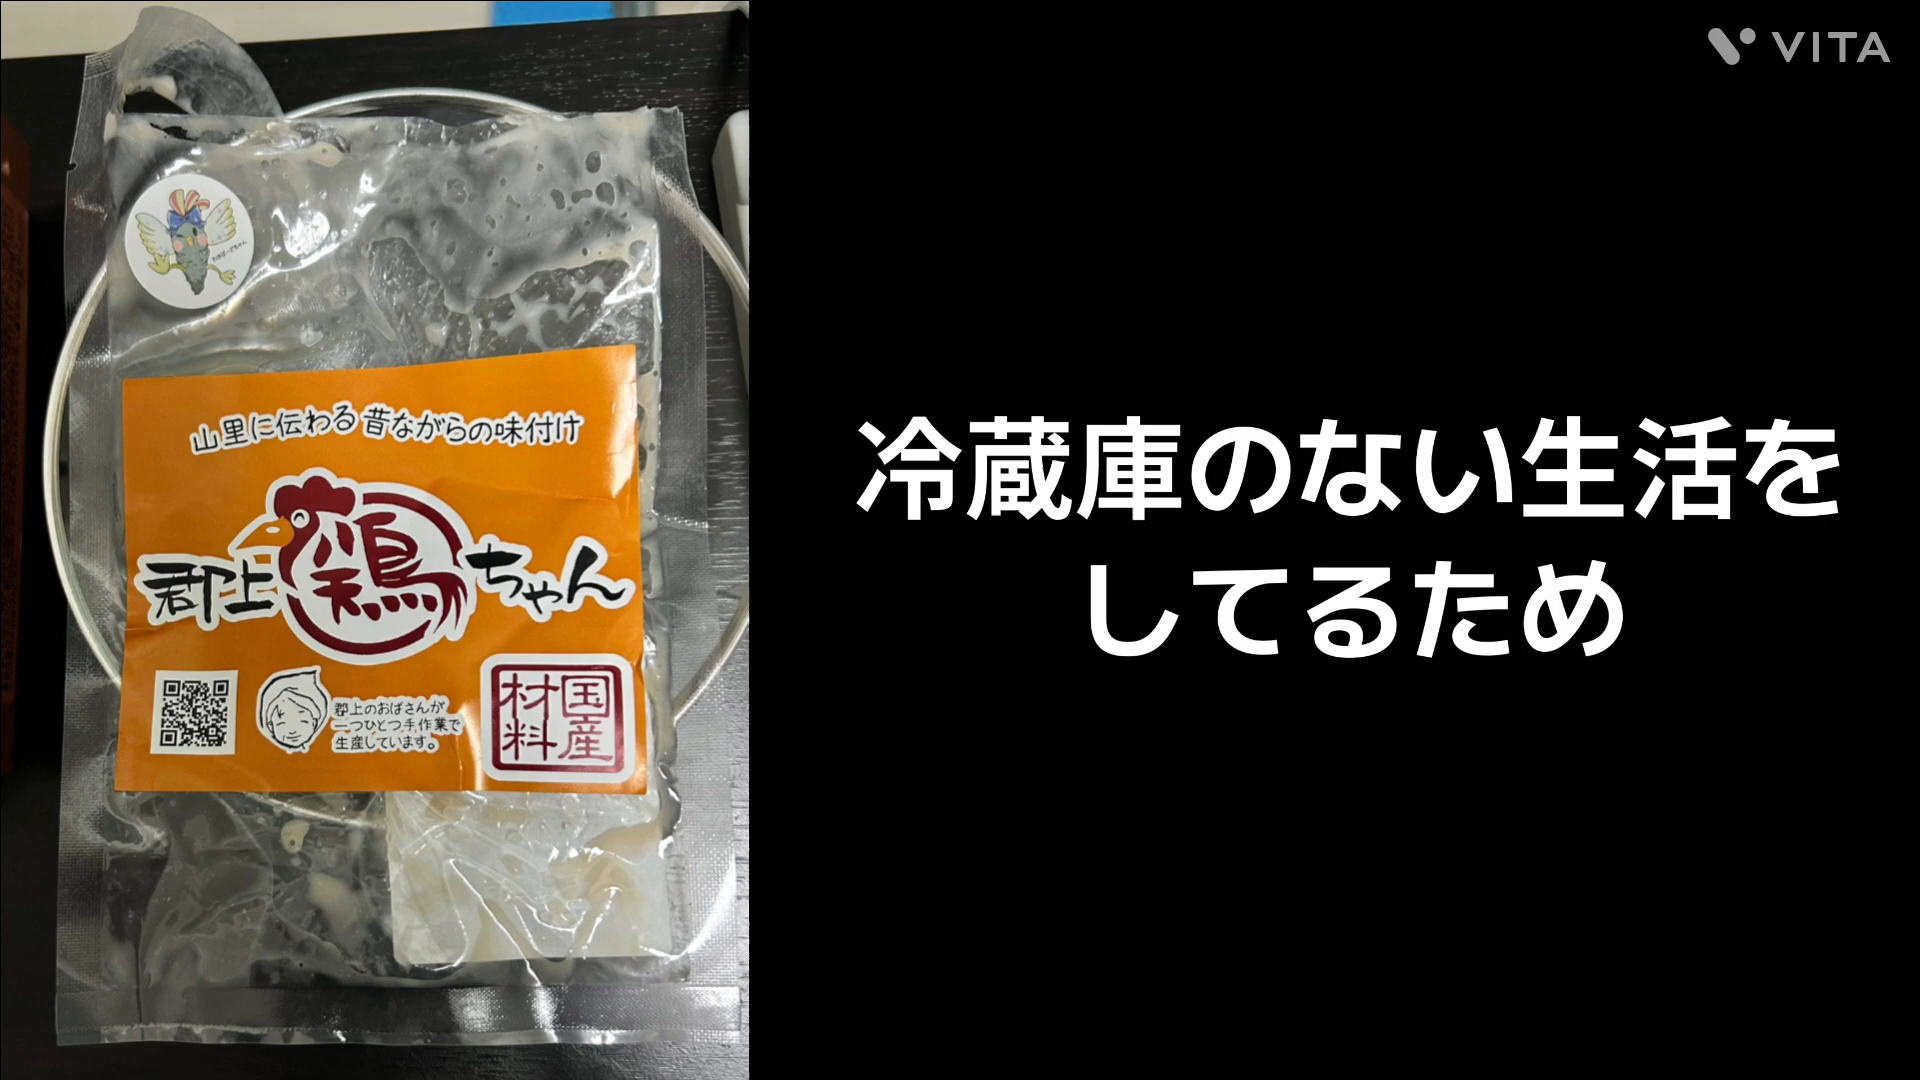 VITA
山里に伝わる昔ながらの味付け
郡上鶏ちゃん
郡上のおばさんが
一つひとつ手作業で
生産しています。
国産
材料
冷蔵庫のない生活を
してるため